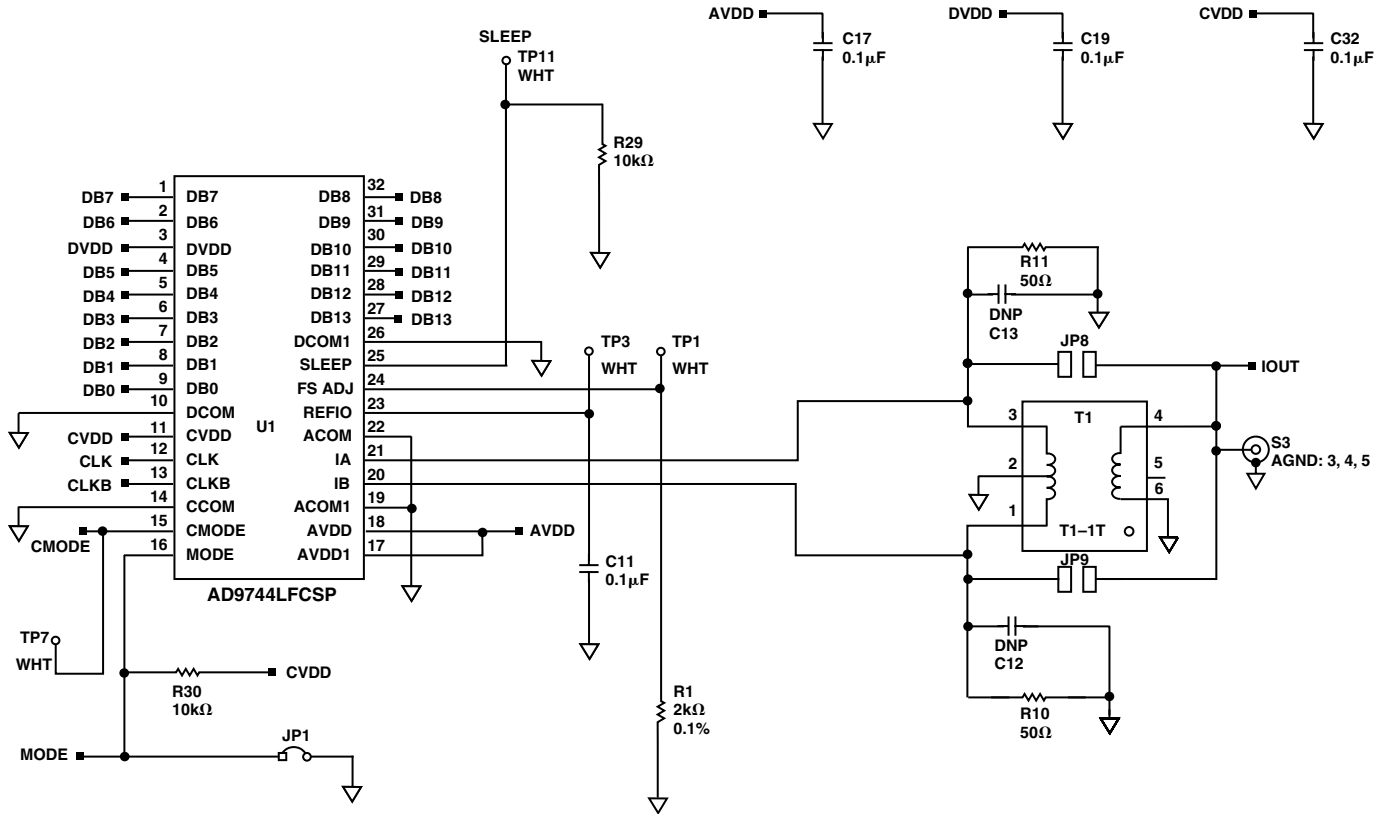 AVDD
C17
0.1µF
DVDD
C19
0.1µF
CVDD
C32
0.1µF
SLEEP
TP11
WHT
R29
10kΩ
DB7 1 DB7 DB8 32 DB8
DB6 2 DB6 DB9 31 DB9
DVDD 3 DVDD DB10 30 DB10
DB5 4 DB5 DB11 29 DB11
DB4 5 DB4 DB12 28 DB12
DB3 6 DB3 DB13 27 DB13
DB2 7 DB2 DCOM1 26
DB1 8 DB1 SLEEP 25
DB0 9 DB0 FS ADJ 24
10 DCOM REFIO 23
U1
CVDD 11 CVDD ACOM 22
CLK 12 CLK IA 21
CLKB 13 CLKB IB 20
14 CCOM ACOM1 19
CMODE 15 CMODE AVDD 18 AVDD
16 MODE AVDD1 17
AD9744LFCSP
TP3
WHT
TP1
WHT
C11
0.1µF
R1
2kΩ
0.1%
TP7
WHT
R30
10kΩ
CVDD
MODE
JP1
R11
50Ω
DNP
C13
JP8
IOUT
3 T1 4
2 5
6
1
T1–1T
S3
AGND: 3, 4, 5
JP9
DNP
C12
R10
50Ω